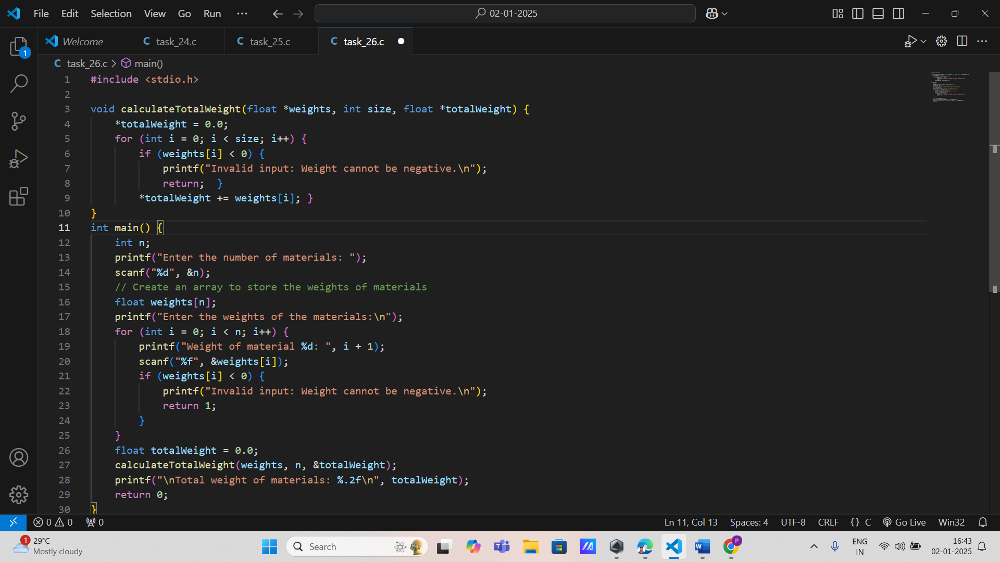 File Edit Selection View Go Run ··· 02-01-2025
Welcome C task_24.c C task_25.c C task_26.c
C task_26.c > main()
1 #include <stdio.h>
2
3 void calculateTotalWeight(float *weights, int size, float *totalWeight) {
4     *totalWeight = 0.0;
5     for (int i = 0; i < size; i++) {
6         if (weights[i] < 0) {
7             printf("Invalid input: Weight cannot be negative.\n");
8             return;  }
9         *totalWeight += weights[i]; }
10 }
11 int main() {
12     int n;
13     printf("Enter the number of materials: ");
14     scanf("%d", &n);
15     // Create an array to store the weights of materials
16     float weights[n];
17     printf("Enter the weights of the materials:\n");
18     for (int i = 0; i < n; i++) {
19         printf("Weight of material %d: ", i + 1);
20         scanf("%f", &weights[i]);
21         if (weights[i] < 0) {
22             printf("Invalid input: Weight cannot be negative.\n");
23             return 1;
24         }
25     }
26     float totalWeight = 0.0;
27     calculateTotalWeight(weights, n, &totalWeight);
28     printf("\nTotal weight of materials: %.2f\n", totalWeight);
29     return 0;
30 }
1
0 0 0 Ln 11, Col 13 Spaces: 4 UTF-8 CRLF {} C Go Live Win32
1 29°C
Mostly cloudy
Search
P
ENG
IN
16:43
02-01-2025